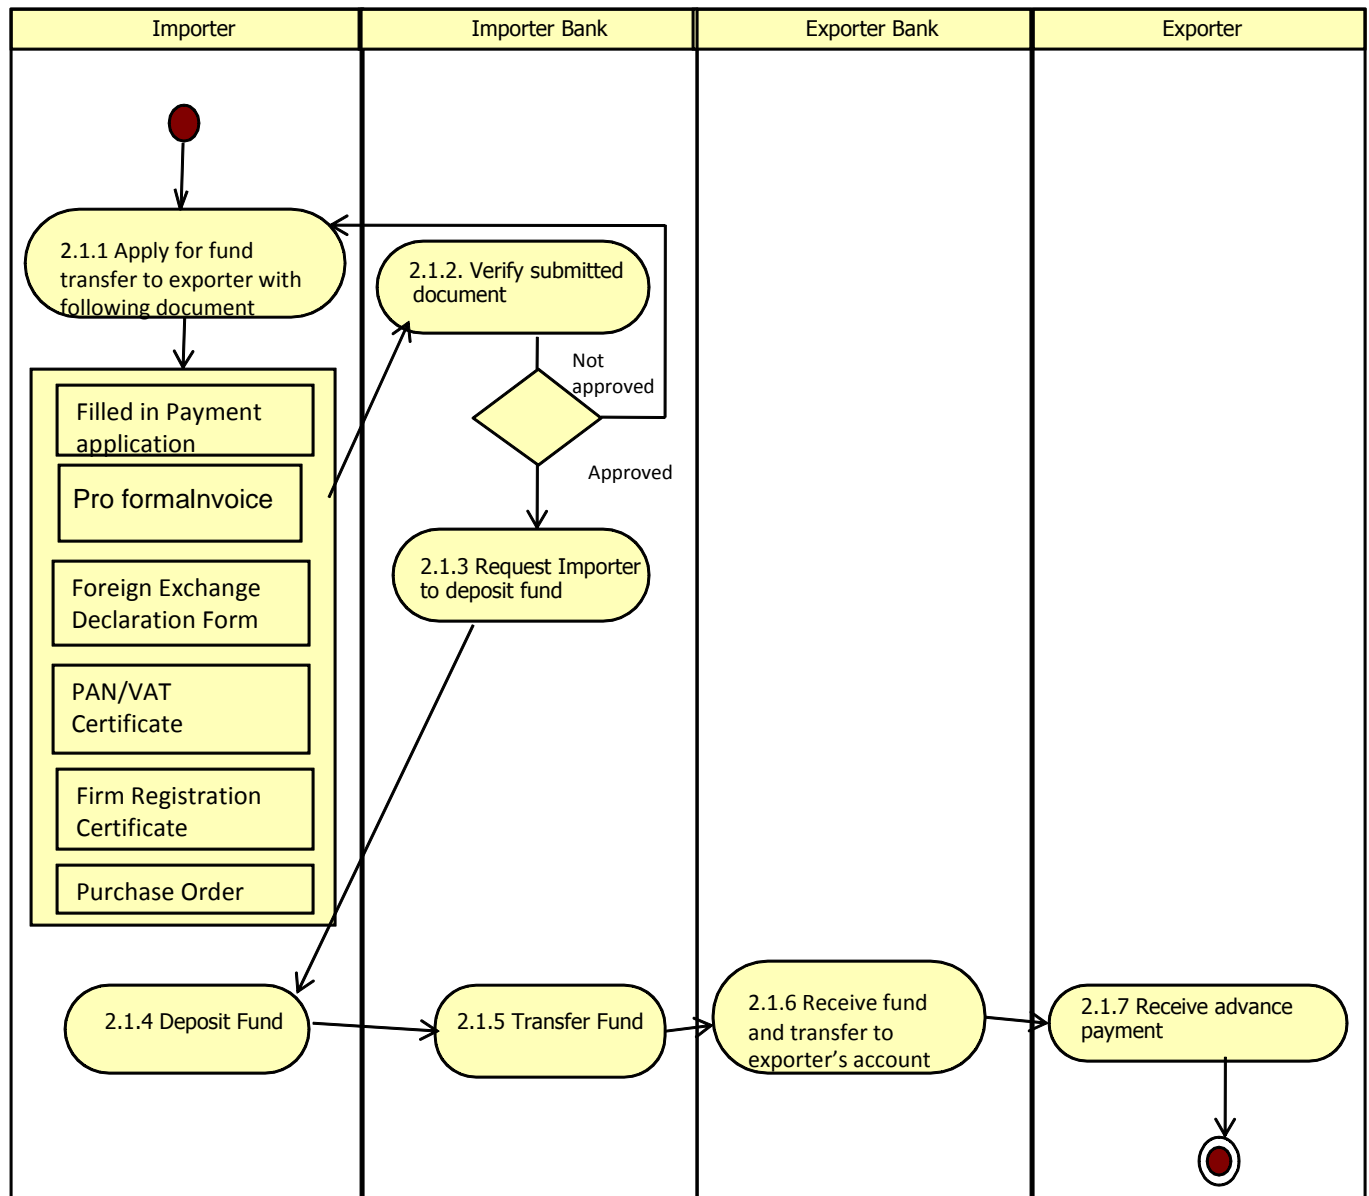 Importer
Importer Bank
Exporter Bank
Exporter
2.1.1 Apply for fund
transfer to exporter with
following document
2.1.2. Verify submitted
document
Not
approved
Approved
Filled in Payment
application
Pro formaInvoice
Foreign Exchange
Declaration Form
PAN/VAT
Certificate
Firm Registration
Certificate
Purchase Order
2.1.3 Request Importer
to deposit fund
2.1.4 Deposit Fund
2.1.5 Transfer Fund
2.1.6 Receive fund
and transfer to
exporter’s account
2.1.7 Receive advance
payment